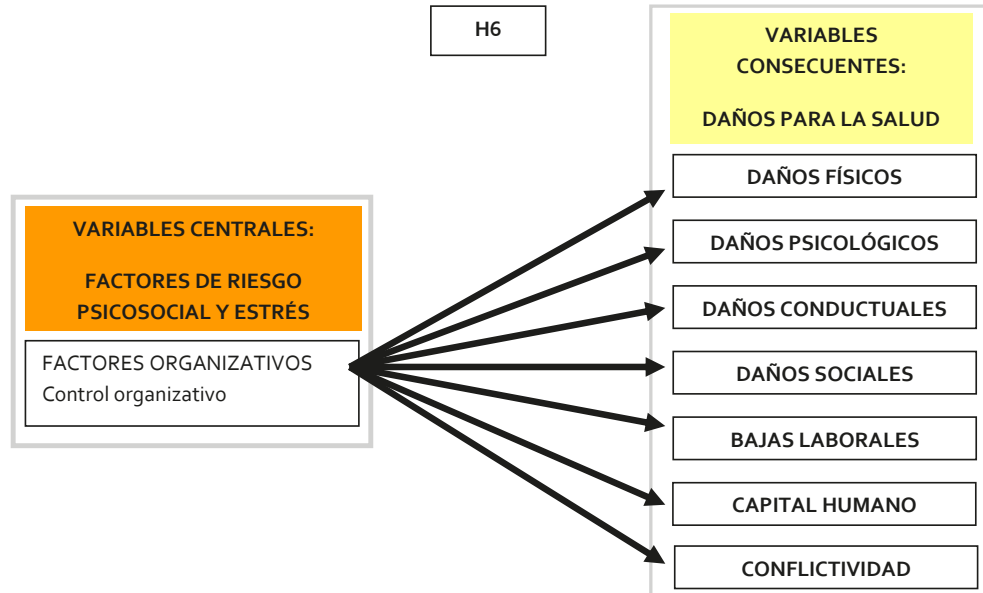 H6
VARIABLES
CONSECUENTES:
DAÑOS PARA LA SALUD
DAÑOS FÍSICOS
DAÑOS PSICOLÓGICOS
DAÑOS CONDUCTUALES
DAÑOS SOCIALES
BAJAS LABORALES
CAPITAL HUMANO
CONFLICTIVIDAD
VARIABLES CENTRALES:
FACTORES DE RIESGO
PSICOSOCIAL Y ESTRÉS
FACTORES ORGANIZATIVOS
Control organizativo